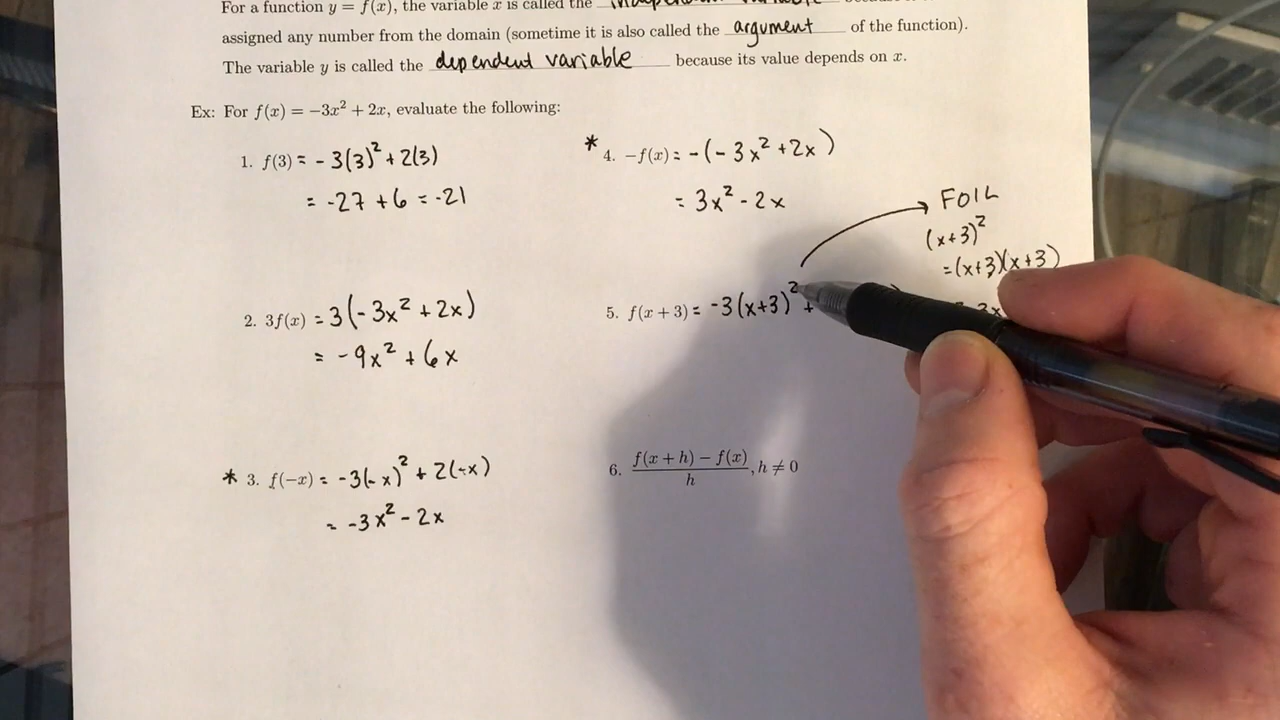 For a function y = f(x), the variable x is called the independent variable
assigned any number from the domain (sometime it is also called the argument of the function).
The variable y is called the dependent variable because its value depends on x.
Ex: For f(x) = −3x² + 2x, evaluate the following:
1. f(3) = -3(3)² + 2(3)
= -27 + 6 = -21
2. 3f(x) = 3(-3x² + 2x)
= -9x² + 6x
* 3. f(−x) = -3(-x)² + 2(-x)
= -3x² - 2x
* 4. −f(x) = -(-3x² + 2x)
= 3x² - 2x
FOIL
(x+3)²
=(x+3)(x+3)
5. f(x + 3) = -3(x+3)² +
6. f(x + h) − f(x) / h, h ≠ 0